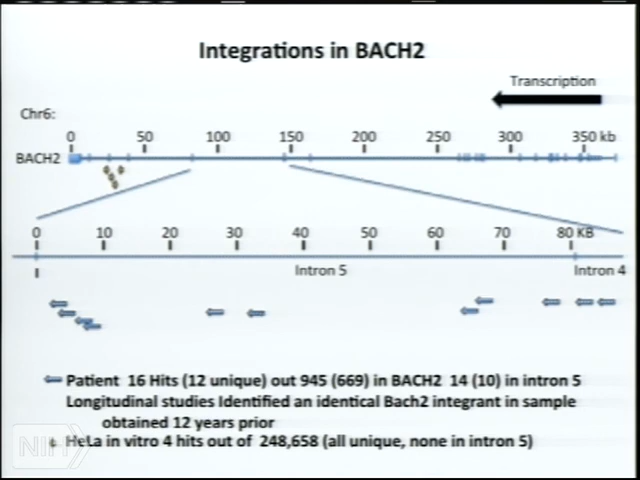 Integrations in BACH2
Transcription
Chr6:
0 50 100 150 200 250 300 350 kb
BACH2
0 10 20 30 40 50 60 70 80 KB
Intron 5 Intron 4
Patient 16 Hits (12 unique) out 945 (669) in BACH2 14 (10) in intron 5
Longitudinal studies Identified an identical Bach2 integrant in sample
obtained 12 years prior
HeLa in vitro 4 hits out of 248,658 (all unique, none in intron 5)
NIH